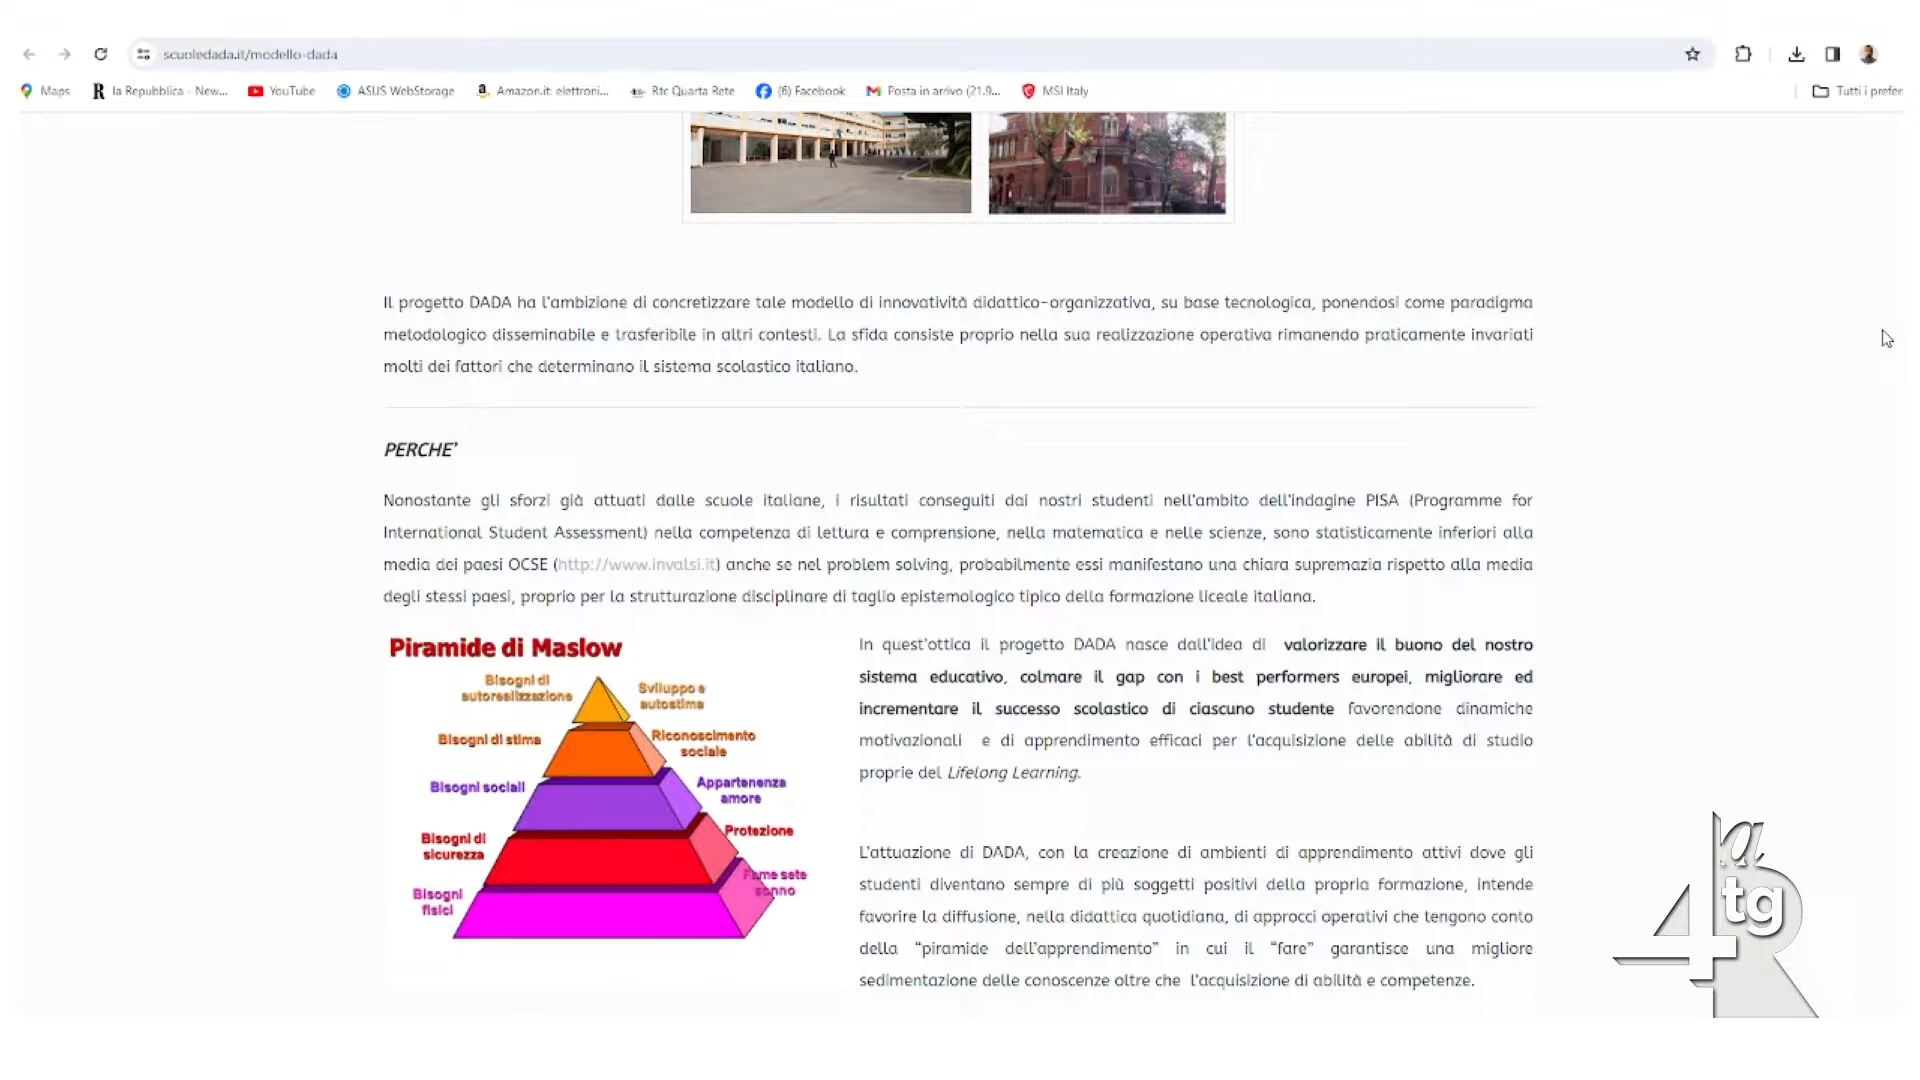 scuoledada.it/modello-dada
Maps
la Repubblica - New...
YouTube
ASUS WebStorage
Amazon.it: elettroni...
Rtc Quarta Rete
(6) Facebook
Posta in arrivo (21.9...
MSI Italy
Tutti i prefer
Il progetto DADA ha l'ambizione di concretizzare tale modello di innovatività didattico-organizzativa, su base tecnologica, ponendosi come paradigma
metodologico disseminabile e trasferibile in altri contesti. La sfida consiste proprio nella sua realizzazione operativa rimanendo praticamente invariati
molti dei fattori che determinano il sistema scolastico italiano.
PERCHE'
Nonostante gli sforzi già attuati dalle scuole italiane, i risultati conseguiti dai nostri studenti nell'ambito dell'indagine PISA (Programme for
International Student Assessment) nella competenza di lettura e comprensione, nella matematica e nelle scienze, sono statisticamente inferiori alla
media dei paesi OCSE (http://www.invalsi.it) anche se nel problem solving, probabilmente essi manifestano una chiara supremazia rispetto alla media
degli stessi paesi, proprio per la strutturazione disciplinare di taglio epistemologico tipico della formazione liceale italiana.
Piramide di Maslow
Bisogni di
autorealizzazione
Sviluppo e
autostima
Bisogni di stima
Riconoscimento
sociale
Bisogni sociali
Appartenenza
amore
Bisogni di
sicurezza
Protezione
Bisogni
fisici
Fame sete
sonno
In quest'ottica il progetto DADA nasce dall'idea di valorizzare il buono del nostro
sistema educativo, colmare il gap con i best performers europei, migliorare ed
incrementare il successo scolastico di ciascuno studente favorendone dinamiche
motivazionali e di apprendimento efficaci per l'acquisizione delle abilità di studio
proprie del Lifelong Learning.
L'attuazione di DADA, con la creazione di ambienti di apprendimento attivi dove gli
studenti diventano sempre di più soggetti positivi della propria formazione, intende
favorire la diffusione, nella didattica quotidiana, di approcci operativi che tengono conto
della "piramide dell'apprendimento" in cui il "fare" garantisce una migliore
sedimentazione delle conoscenze oltre che l'acquisizione di abilità e competenze.
la
tg
4R